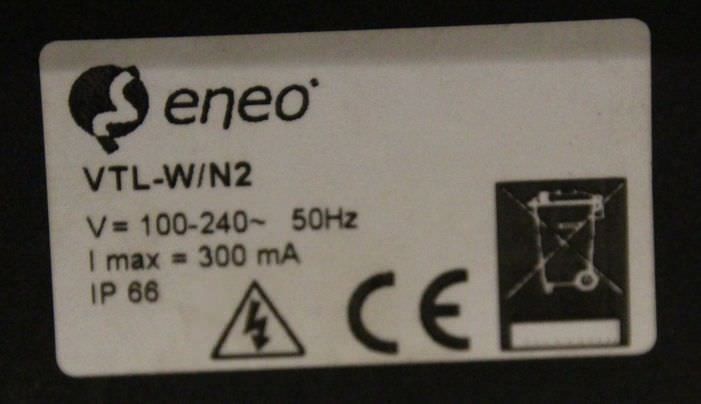 eneo
VTL-W/N2
V= 100-240~ 50Hz
I max = 300 mA
IP 66
CE